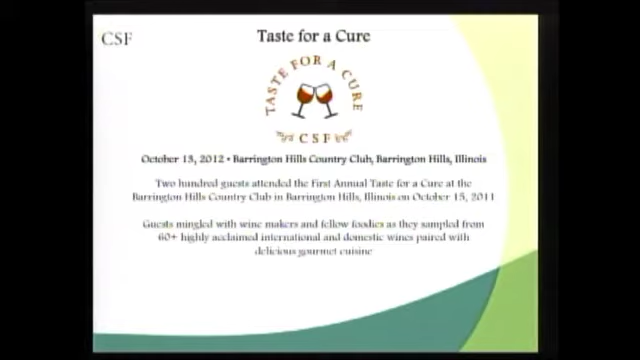 CSF
Taste for a Cure
TASTE FOR A CURE
CSF
October 13, 2012 • Barrington Hills Country Club, Barrington Hills, Illinois
Two hundred guests attended the First Annual Taste for a Cure at the
Barrington Hills Country Club in Barrington Hills, Illinois on October 15, 2011
Guests mingled with wine makers and fellow foodies as they sampled from
60+ highly acclaimed international and domestic wines paired with
delicious gourmet cuisine